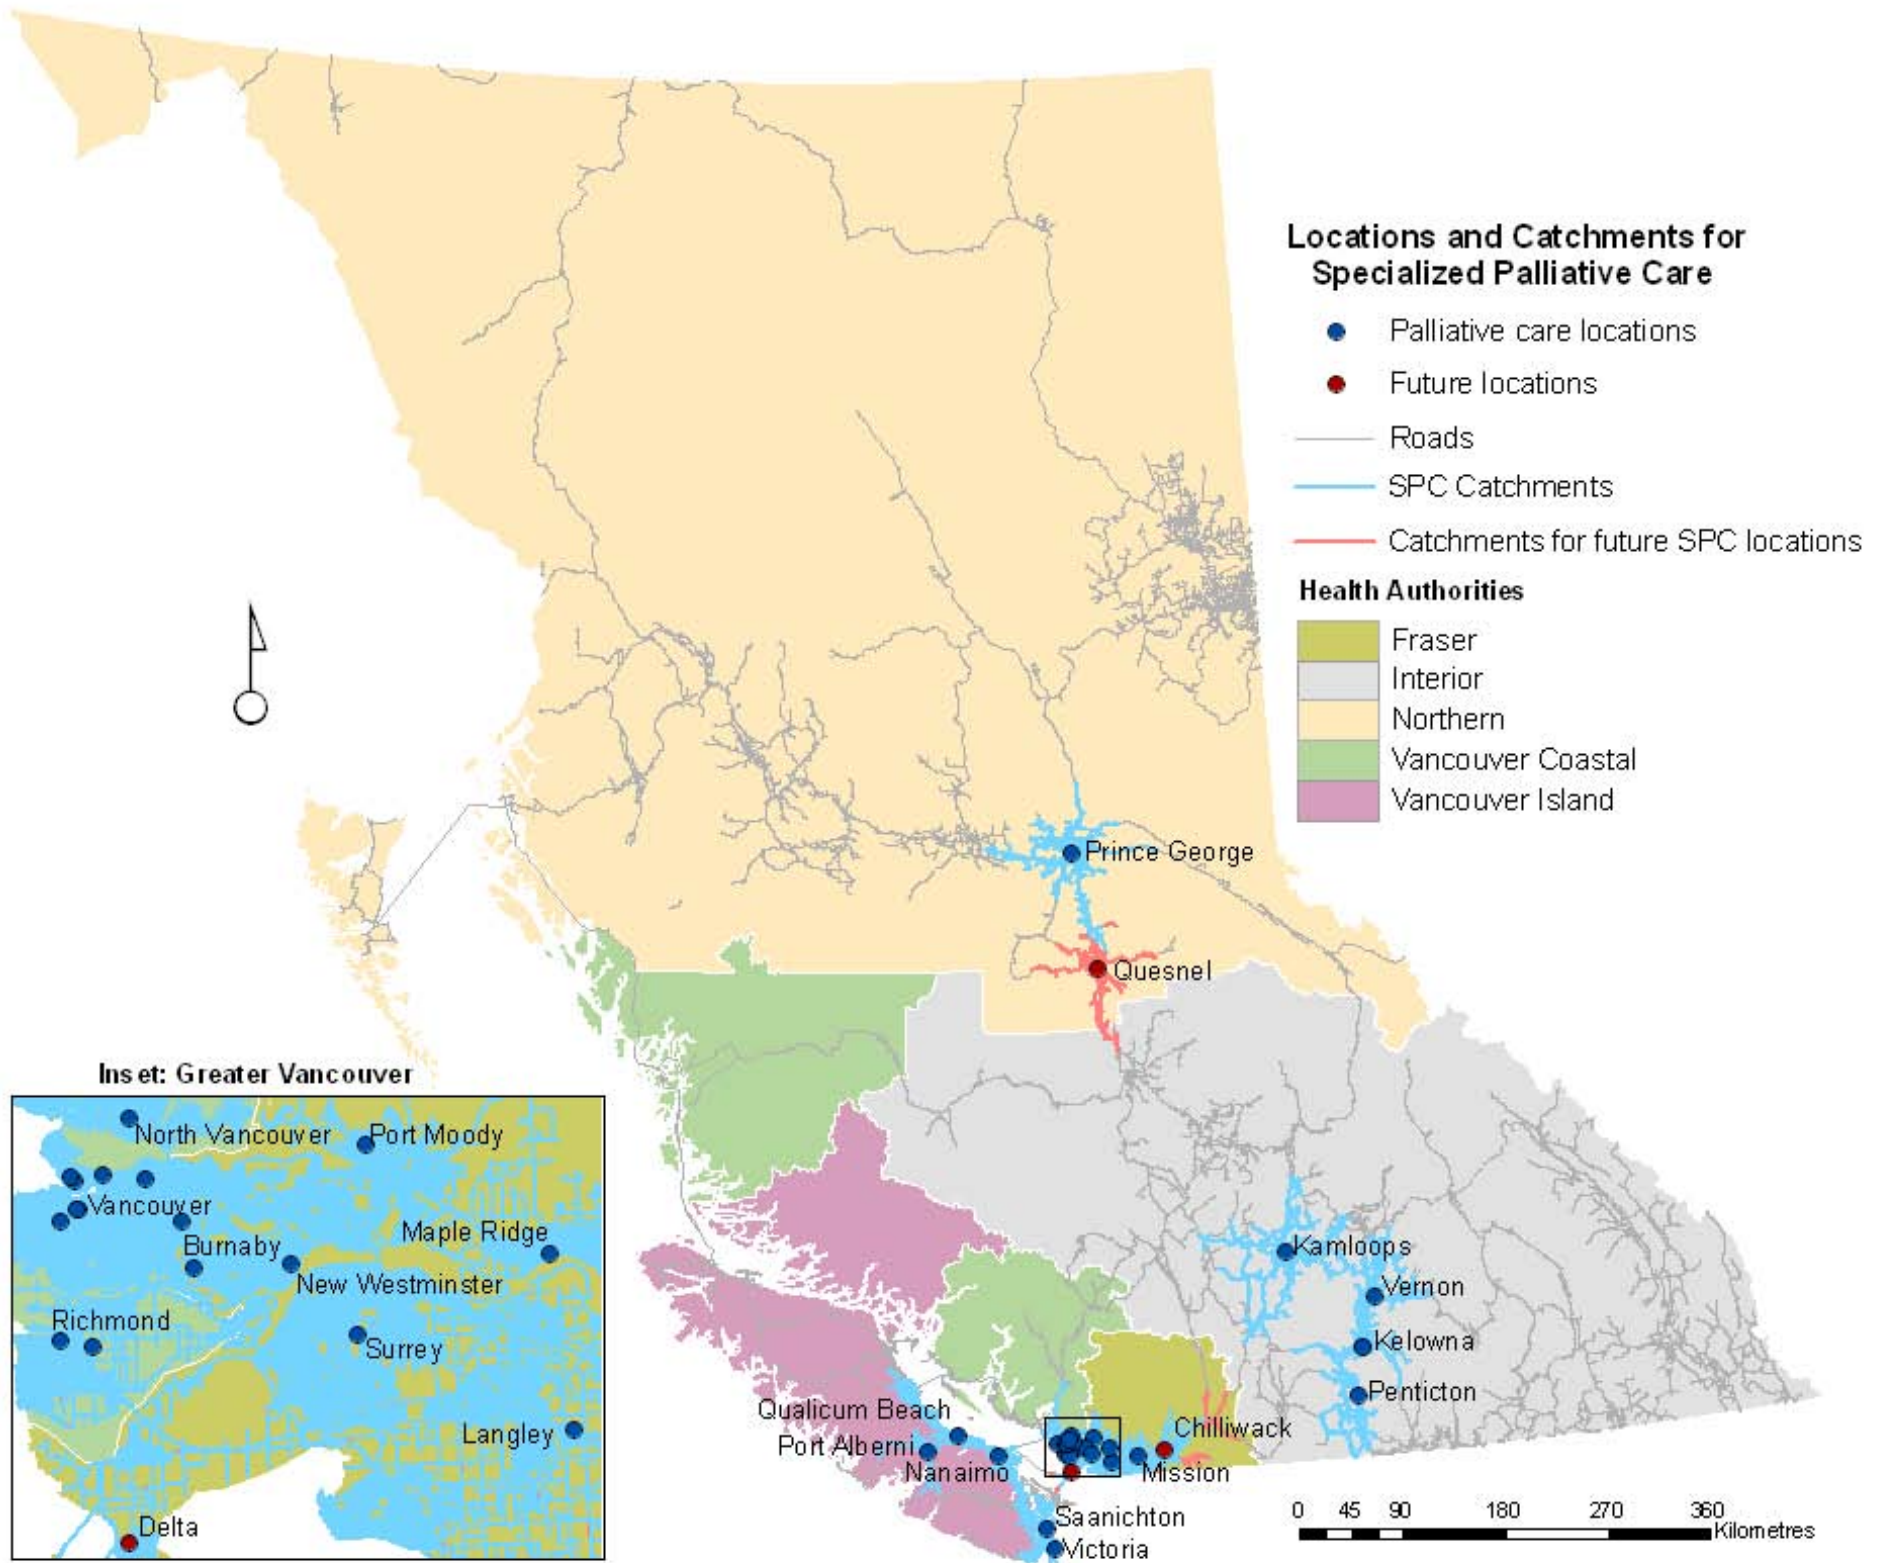 Locations and Catchments for
Specialized Palliative Care
Palliative care locations
Future locations
Roads
SPC Catchments
Catchments for future SPC locations
Health Authorities
Fraser
Interior
Northern
Vancouver Coastal
Vancouver Island
Prince George
Quesnel
Kamloops
Vernon
Kelowna
Penticton
Chilliwack
Mission
Qualicum Beach
Port Alberni
Nanaimo
Saanichton
Victoria
Inset: Greater Vancouver
North Vancouver
Port Moody
Vancouver
Maple Ridge
Burnaby
New Westminster
Richmond
Surrey
Langley
Delta
0 45 90 180 270 360
Kilometres